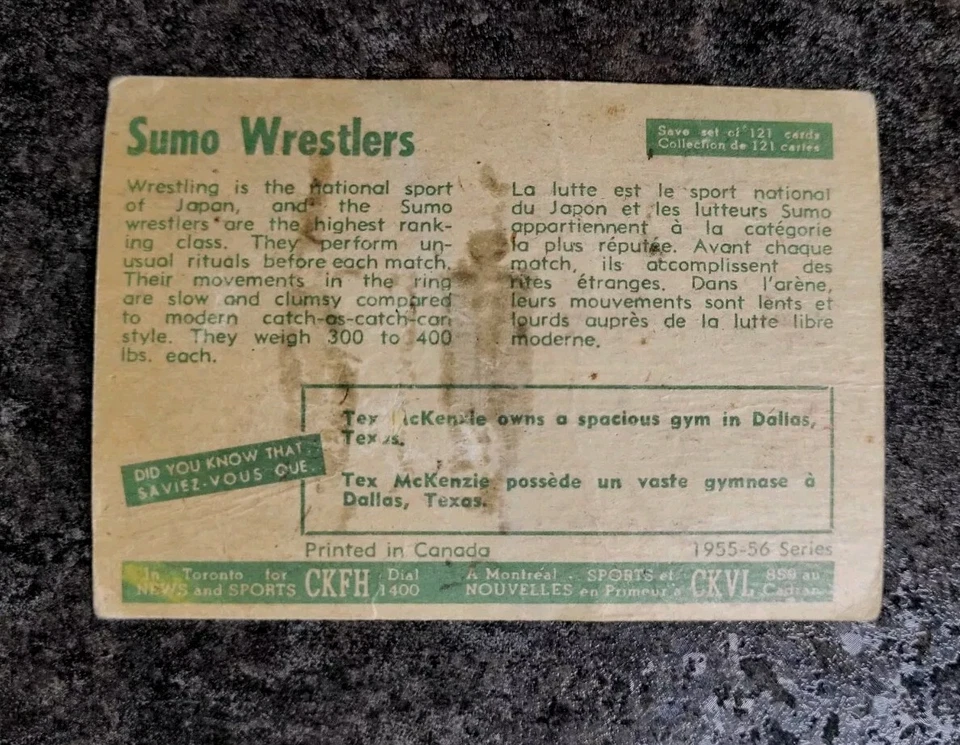 Sumo Wrestlers
Save set of 121 cards
Collection de 121 cartes
Wrestling is the national sport
of Japan, and the Sumo
wrestlers are the highest rank-
ing class. They perform un-
usual rituals before each match.
Their movements in the ring
are slow and clumsy compared
to modern catch-as-catch-can
style. They weigh 300 to 400
lbs. each.
La lutte est le sport national
du Japon et les lutteurs Sumo
appartiennent à la catégorie
la plus réputée. Avant chaque
match, ils accomplissent des
rites étranges. Dans l'arène,
leurs mouvements sont lents et
lourds auprès de la lutte libre
moderne.
DID YOU KNOW THAT.
SAVIEZ-VOUS QUE.
Tex McKenzie owns a spacious gym in Dallas,
Texas.
Tex McKenzie possède un vaste gymnase à
Dallas, Texas.
Printed in Canada
1955-56 Series
In Toronto for
NEWS and SPORTS CKFH Dial
1400
A Montréal . SPORTS et
NOUVELLES en Primeur à CKVL 850 au
Cadran